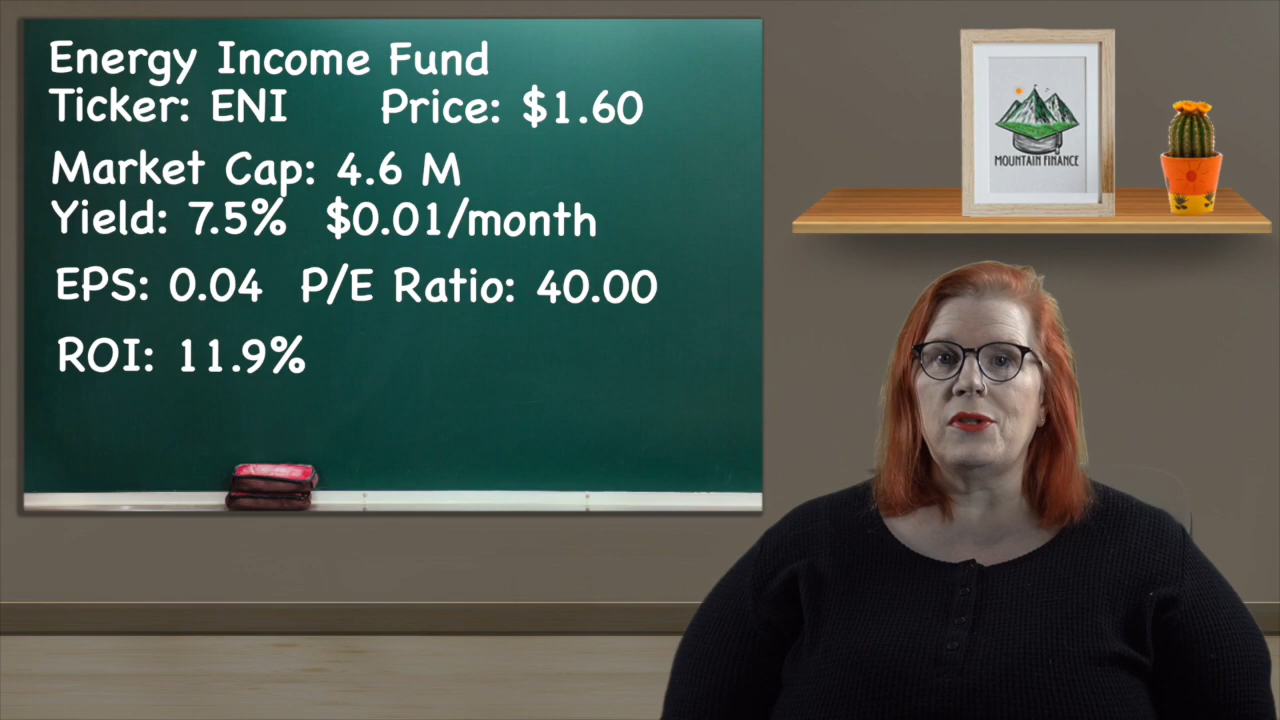 Energy Income Fund
Ticker: ENI Price: $1.60
Market Cap: 4.6 M
Yield: 7.5% $0.01/month
EPS: 0.04 P/E Ratio: 40.00
ROI: 11.9%
MOUNTAIN FINANCE